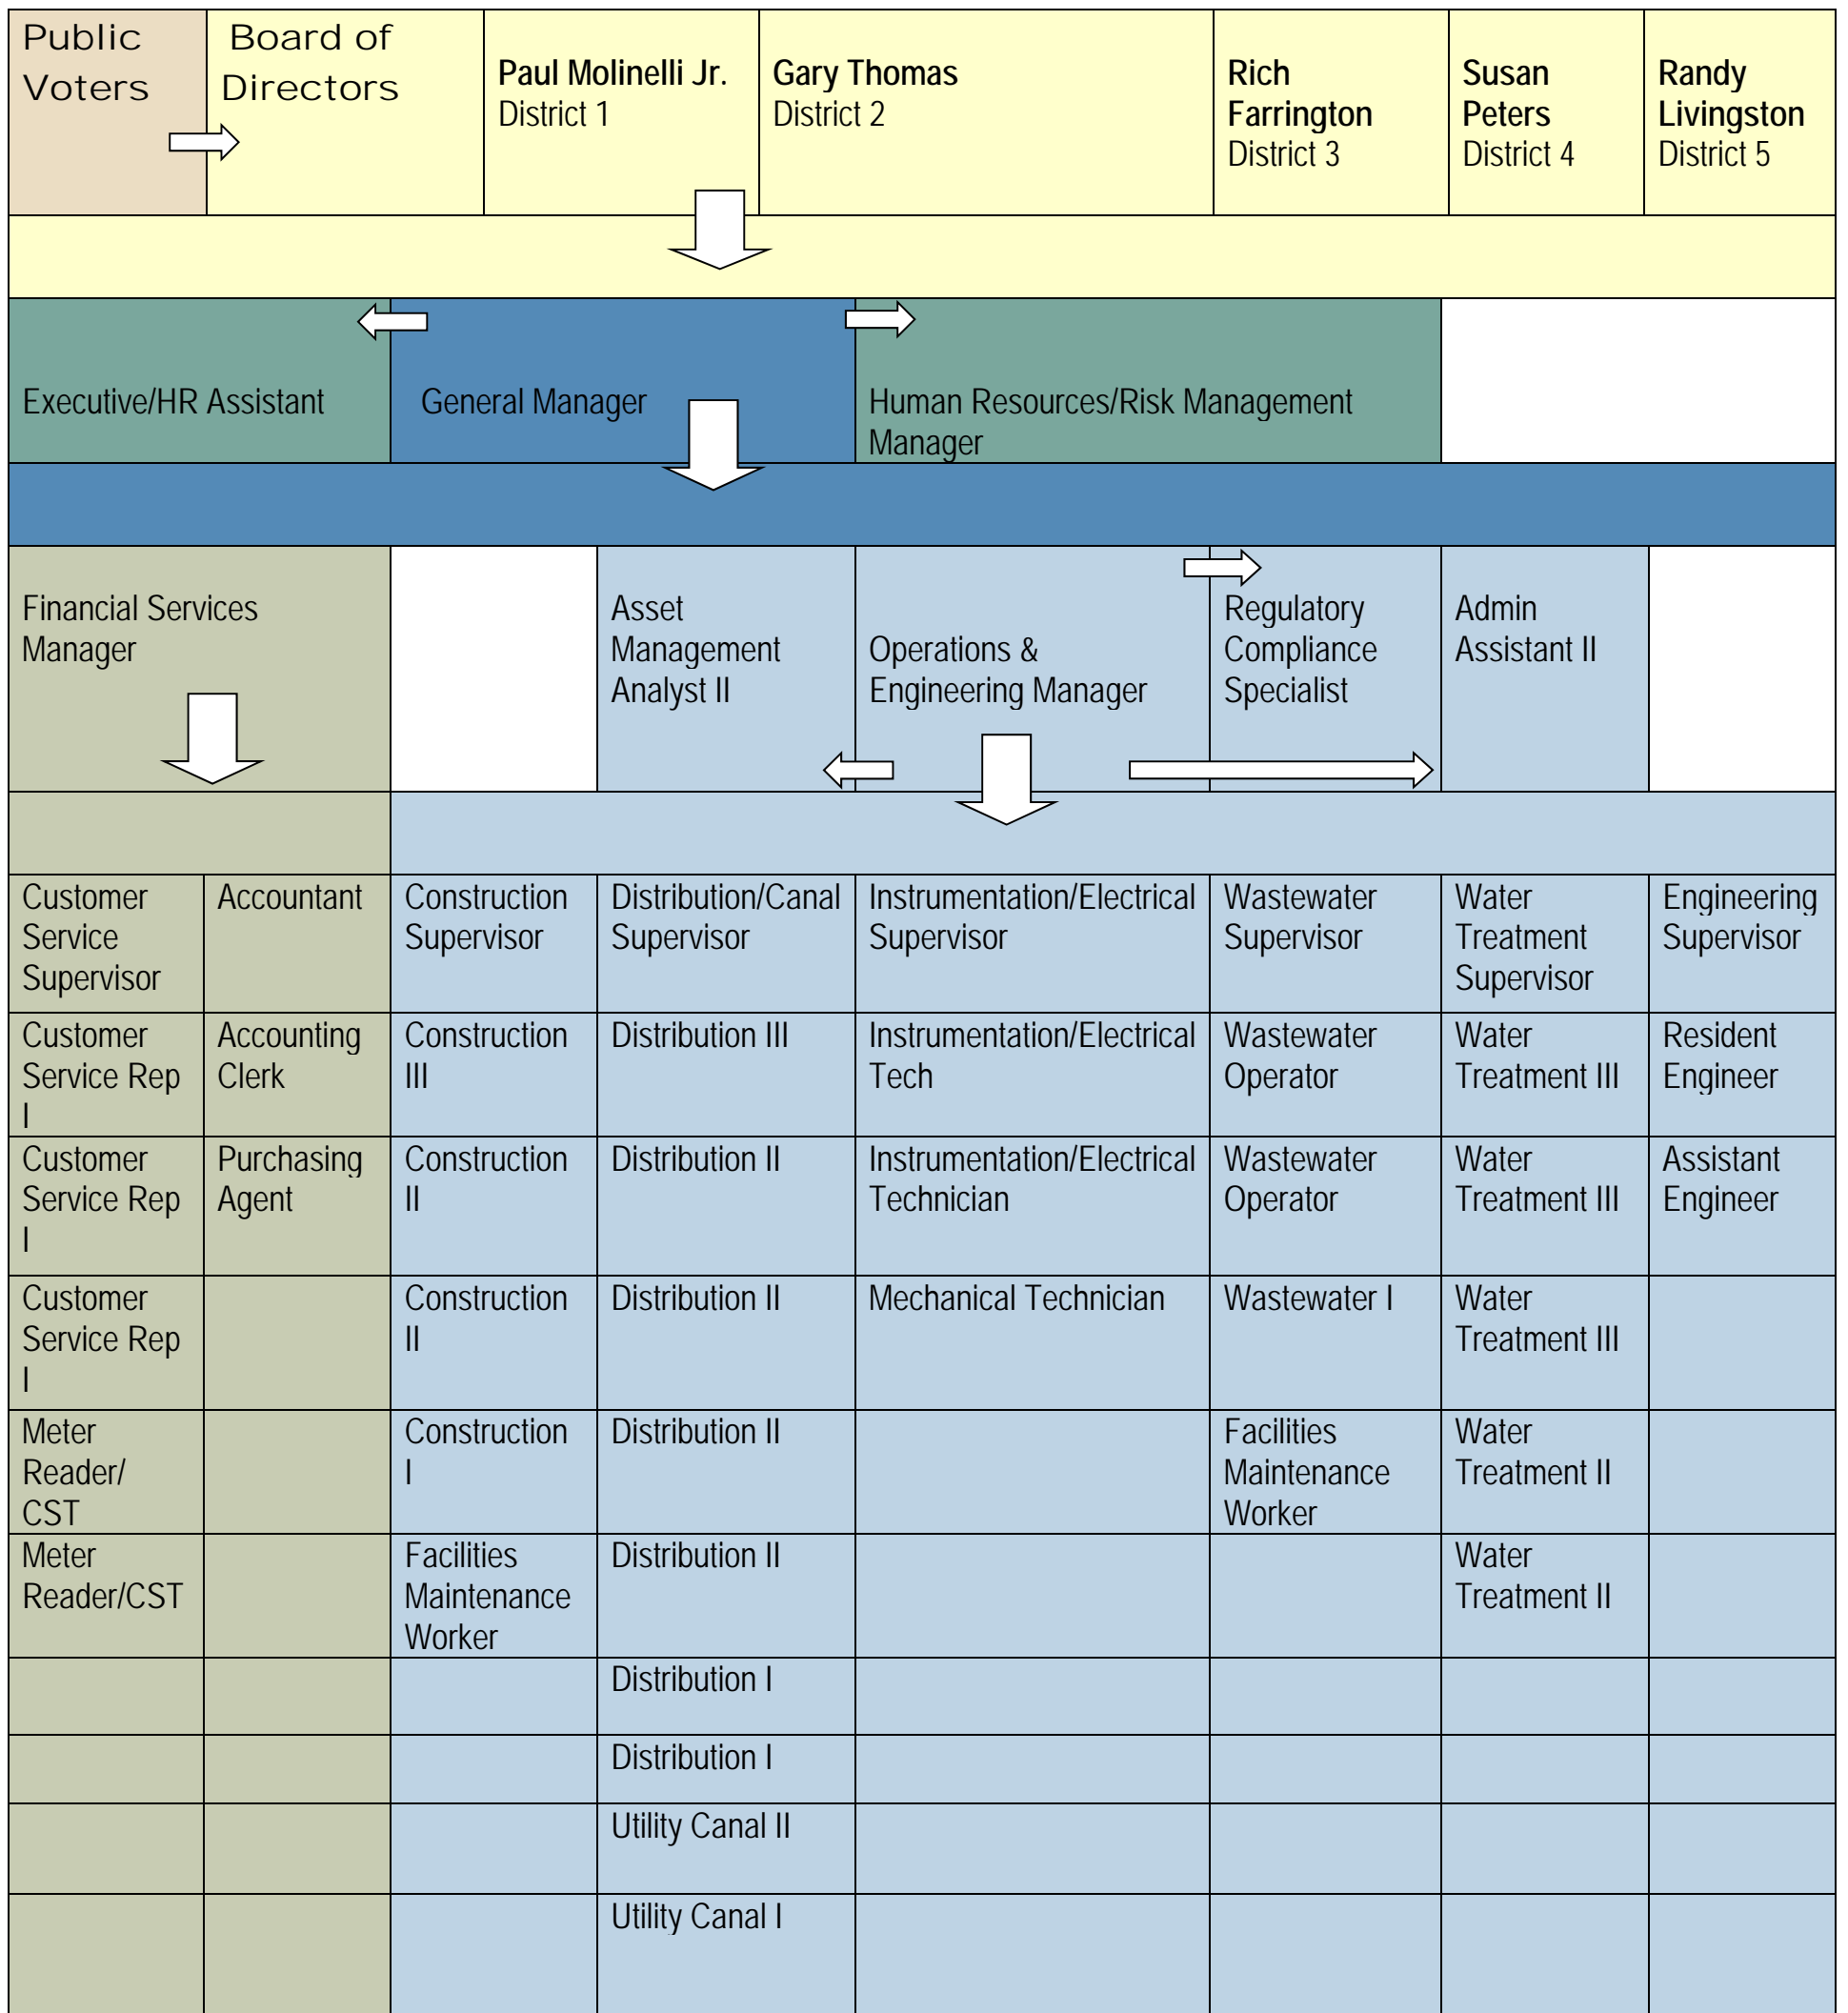 Public
Voters
Board of
Directors
Paul Molinelli Jr.
District 1
Gary Thomas
District 2
Rich
Farrington
District 3
Susan
Peters
District 4
Randy
Livingston
District 5
Executive/HR Assistant
General Manager
Human Resources/Risk Management
Manager
Financial Services
Manager
Asset
Management
Analyst II
Operations &
Engineering Manager
Regulatory
Compliance
Specialist
Admin
Assistant II
Customer
Service
Supervisor
Accountant
Construction
Supervisor
Distribution/Canal
Supervisor
Instrumentation/Electrical
Supervisor
Wastewater
Supervisor
Water
Treatment
Supervisor
Engineering
Supervisor
Customer
Service Rep
I
Accounting
Clerk
Construction
III
Distribution III
Instrumentation/Electrical
Tech
Wastewater
Operator
Water
Treatment III
Resident
Engineer
Customer
Service Rep
I
Purchasing
Agent
Construction
II
Distribution II
Instrumentation/Electrical
Technician
Wastewater
Operator
Water
Treatment III
Assistant
Engineer
Customer
Service Rep
I
Construction
II
Distribution II
Mechanical Technician
Wastewater I
Water
Treatment III
Meter
Reader/
CST
Construction
I
Distribution II
Facilities
Maintenance
Worker
Water
Treatment II
Meter
Reader/CST
Facilities
Maintenance
Worker
Distribution II
Water
Treatment II
Distribution I
Distribution I
Utility Canal II
Utility Canal I